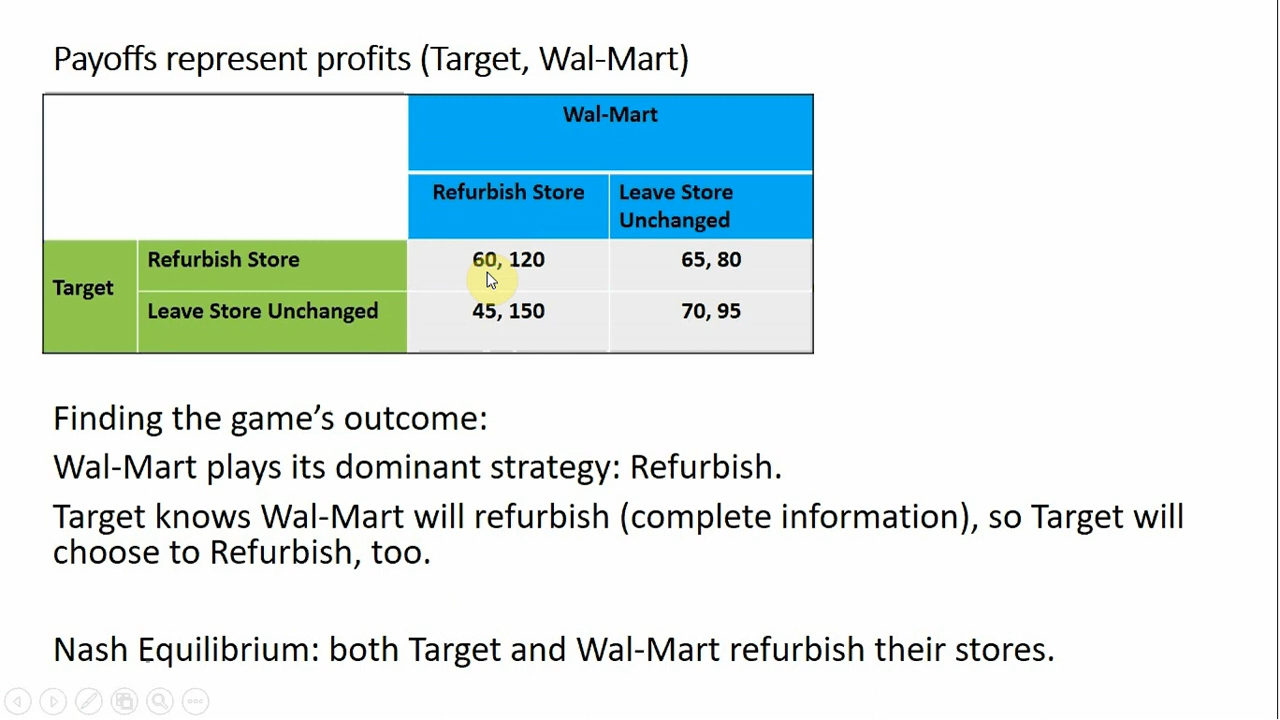 Payoffs represent profits (Target, Wal-Mart)
Wal-Mart
Refurbish Store
Leave Store
Unchanged
Target
Refurbish Store
60, 120
65, 80
Leave Store Unchanged
45, 150
70, 95
Finding the game’s outcome:
Wal-Mart plays its dominant strategy: Refurbish.
Target knows Wal-Mart will refurbish (complete information), so Target will
choose to Refurbish, too.
Nash Equilibrium: both Target and Wal-Mart refurbish their stores.